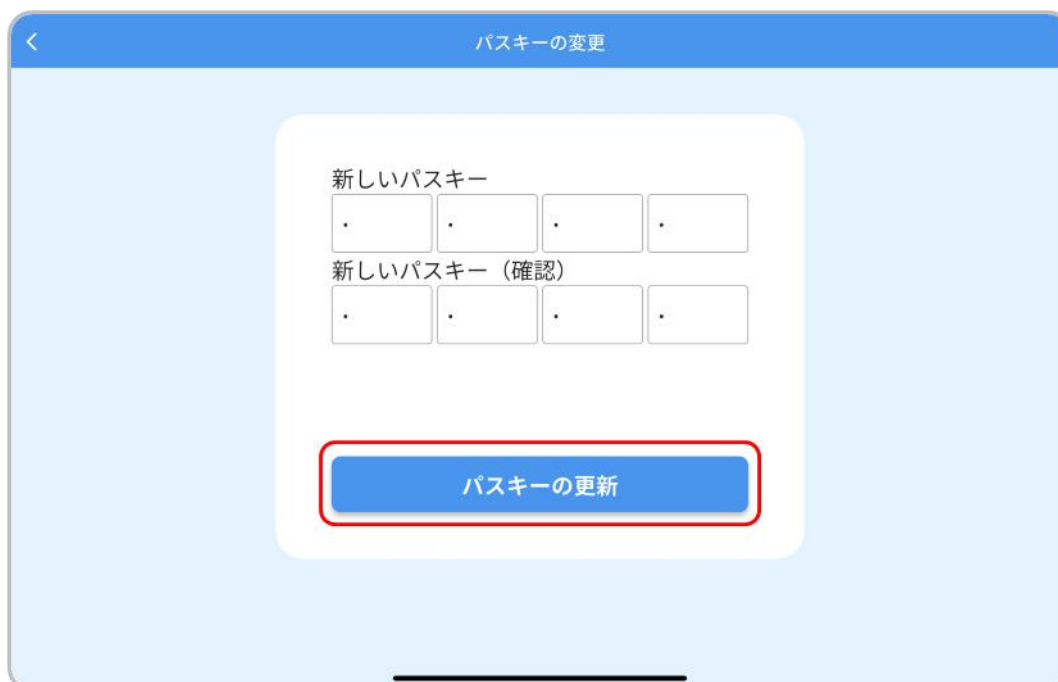 パスキーの変更
新しいパスキー
・ ・ ・ ・
新しいパスキー（確認）
・ ・ ・ ・
パスキーの更新